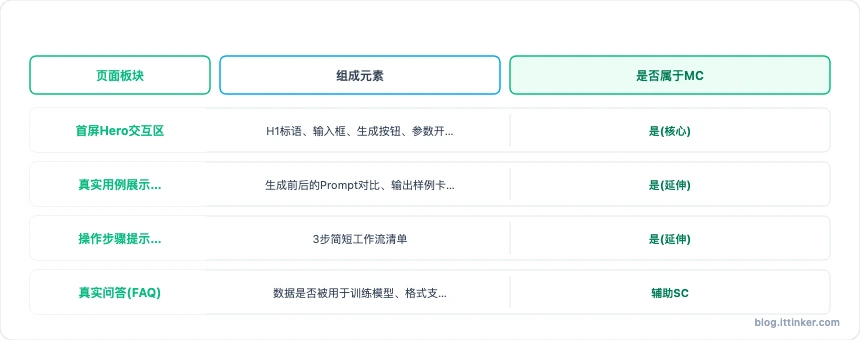 页面板块 组成元素 是否属于MC
首屏Hero交互区 H1标语、输入框、生成按钮、参数开... 是(核心)
真实用例展示... 生成前后的Prompt对比、输出样例卡... 是(延伸)
操作步骤提示... 3步简短工作流清单 是(延伸)
真实问答(FAQ) 数据是否被用于训练模型、格式支... 辅助SC
blog.ittinker.com